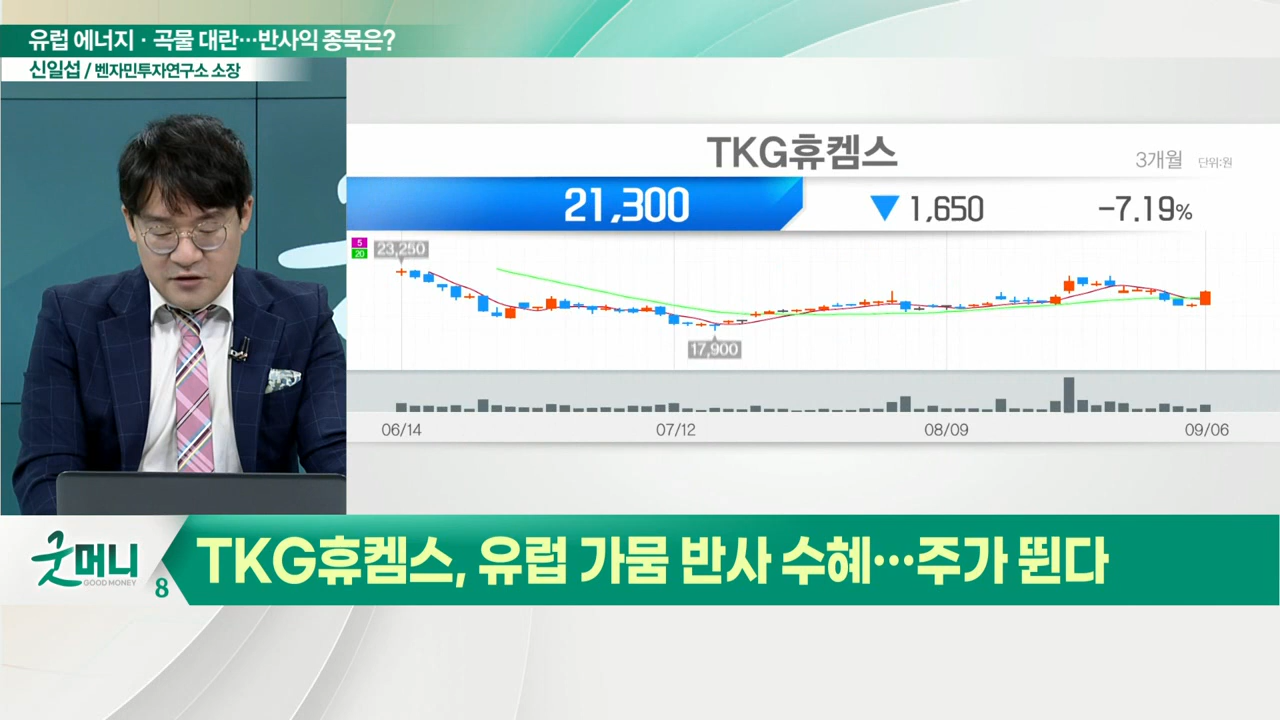 유럽 에너지 · 곡물 대란…반사익 종목은?
신일섭 / 벤자민투자연구소 소장
TKG휴켐스
3개월 단위:원
21,300 ▼ 1,650 -7.19%
5
20
23,250
17,900
06/14 07/12 08/09 09/06
굿머니
GOOD MONEY
8
TKG휴켐스, 유럽 가뭄 반사 수혜…주가 뛴다